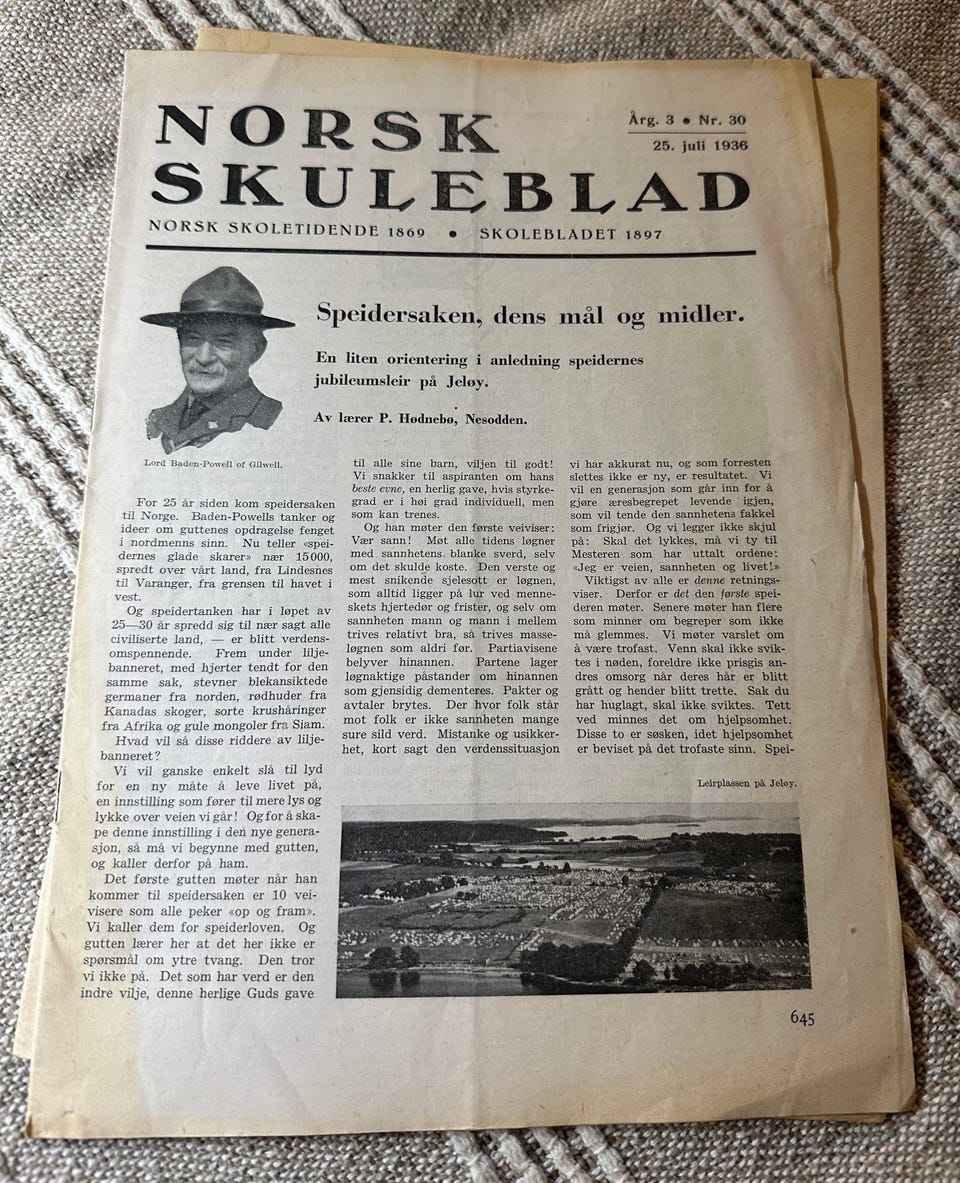 NORSK
SKULEBLAD
Årg. 3 • Nr. 30
25. juli 1936
NORSK SKOLETIDENDE 1869 • SKOLEBLADET 1897
Speidersaken, dens mål og midler.
En liten orientering i anledning speidernes
jubileumsleir på Jeløy.
Av lærer P. Hødnebø, Nesodden.
Lord Baden-Powell of Gilwell.
For 25 år siden kom speidersaken
til Norge. Baden-Powells tanker og
ideer om guttenes opdragelse fenget
i nordmenns sinn. Nu teller «spei-
dernes glade skarer» nær 15 000,
spredt over vårt land, fra Lindesnes
til Varanger, fra grensen til havet i
vest.
Og speidertanken har i løpet av
25—30 år spredd sig til nær sagt alle
civiliserte land, — er blitt verdens-
omspennende. Frem under lilje-
banneret, med hjerter tendt for den
samme sak, stevner blekansiktede
germaner fra norden, rødhuder fra
Kanadas skoger, sorte krushåringer
fra Afrika og gule mongoler fra Siam.
Hvad vil så disse riddere av lilje-
banneret?
Vi vil ganske enkelt slå til lyd
for en ny måte å leve livet på,
en innstilling som fører til mere lys og
lykke over veien vi går! Og for å ska-
pe denne innstilling i den nye genera-
sjon, så må vi begynne med gutten,
og kaller derfor på ham.
Det første gutten møter når han
kommer til speidersaken er 10 vei-
visere som alle peker «op og fram».
Vi kaller dem for speiderloven. Og
gutten lærer her at det her ikke er
spørsmål om ytre tvang. Den tror
vi ikke på. Det som har verd er den
indre vilje, denne herlige Guds gave
til alle sine barn, viljen til godt!
Vi snakker til aspiranten om hans
beste evne, en herlig gave, hvis styrke-
grad er i høi grad individuell, men
som kan trenes.
Og han møter den første veiviser:
Vær sann! Møt alle tidens løgner
med sannhetens blanke sverd, selv
om det skulde koste. Den verste og
mest snikende sjelesott er løgnen,
som alltid ligger på lur ved menne-
skets hjertedør og frister, og selv om
sannheten mann og mann i mellem
trives relativt bra, så trives masse-
løgnen som aldri før. Partiavisene
belyver hinannen. Partene lager
løgnaktige påstander om hinannen
som gjensidig dementeres. Pakter og
avtaler brytes. Der hvor folk står
mot folk er ikke sannheten mange
sure sild verd. Mistanke og usikker-
het, kort sagt den verdenssituasjon
vi har akkurat nu, og som forresten
slettes ikke er ny, er resultatet. Vi
vil en generasjon som går inn for å
gjøre æresbegrepet levende igjen,
som vil tende den sannhetens fakkel
som frigjør. Og vi legger ikke skjul
på: Skal det lykkes, må vi ty til
Mesteren som har uttalt ordene:
«Jeg er veien, sannheten og livet!»
Viktigst av alle er denne retnings-
viser. Derfor er det den første spei-
deren møter. Senere møter han flere
som minner om begreper som ikke
må glemmes. Vi møter varslet om
å være trofast. Venn skal ikke svik-
tes i nøden, foreldre ikke prisgis an-
dres omsorg når deres hår er blitt
grått og hender blitt trette. Sak du
har huglagt, skal ikke sviktes. Tett
ved minnes det om hjelpsomhet.
Disse to er søsken, idet hjelpsomhet
er beviset på det trofaste sinn. Spei-
Leirplassen på Jeløy.
645